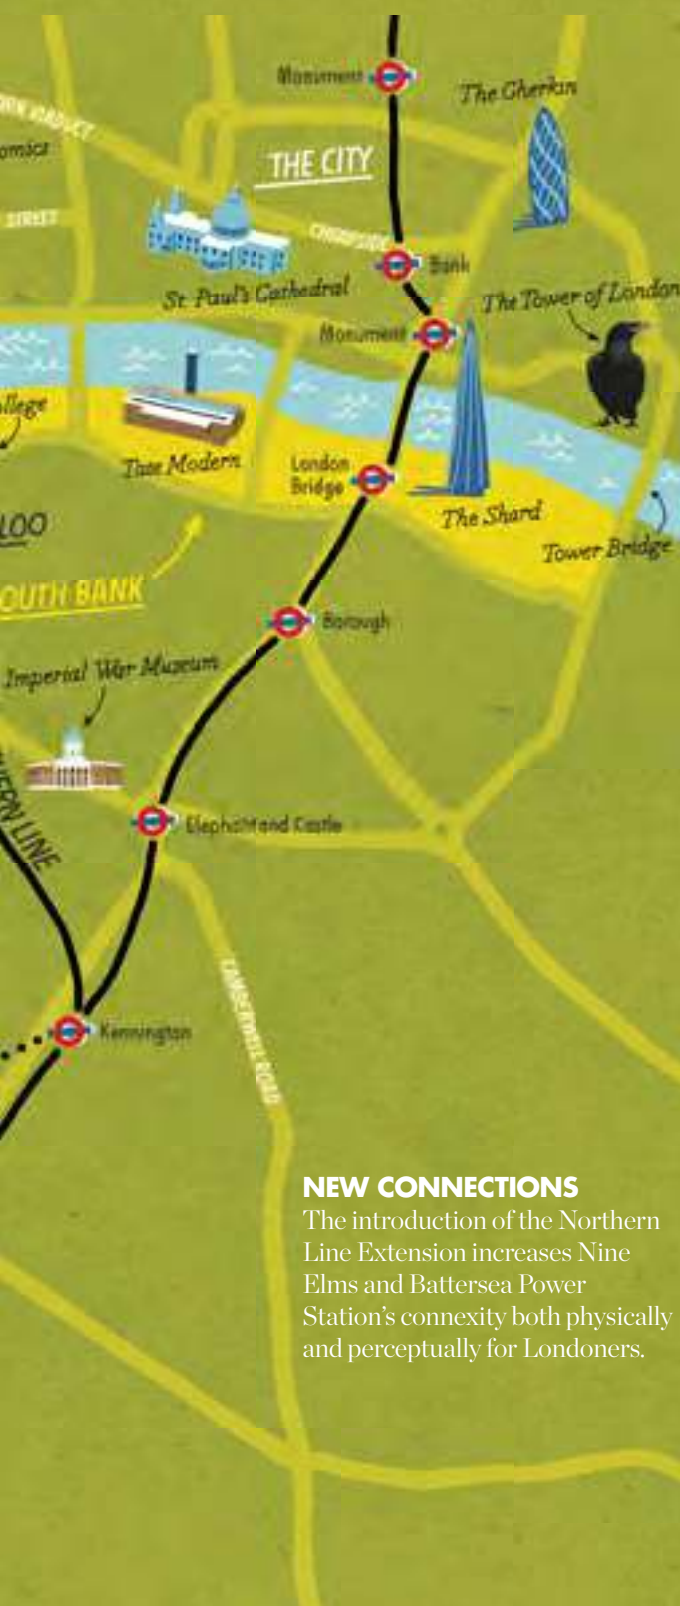 Monument
The Gherkin
THE CITY
omics
STREET
CHEAPSIDE
Bank
St Paul's Cathedral
The Tower of London
Monument
ollege
Tate Modern
London
Bridge
The Shard
LOO
Tower Bridge
OUTH BANK
Borough
Imperial War Museum
Elephant and Castle
ERN LINE
CAMBERWELL ROAD
Kennington
NEW CONNECTIONS
The introduction of the Northern
Line Extension increases Nine
Elms and Battersea Power
Station's connexity both physically
and perceptually for Londoners.